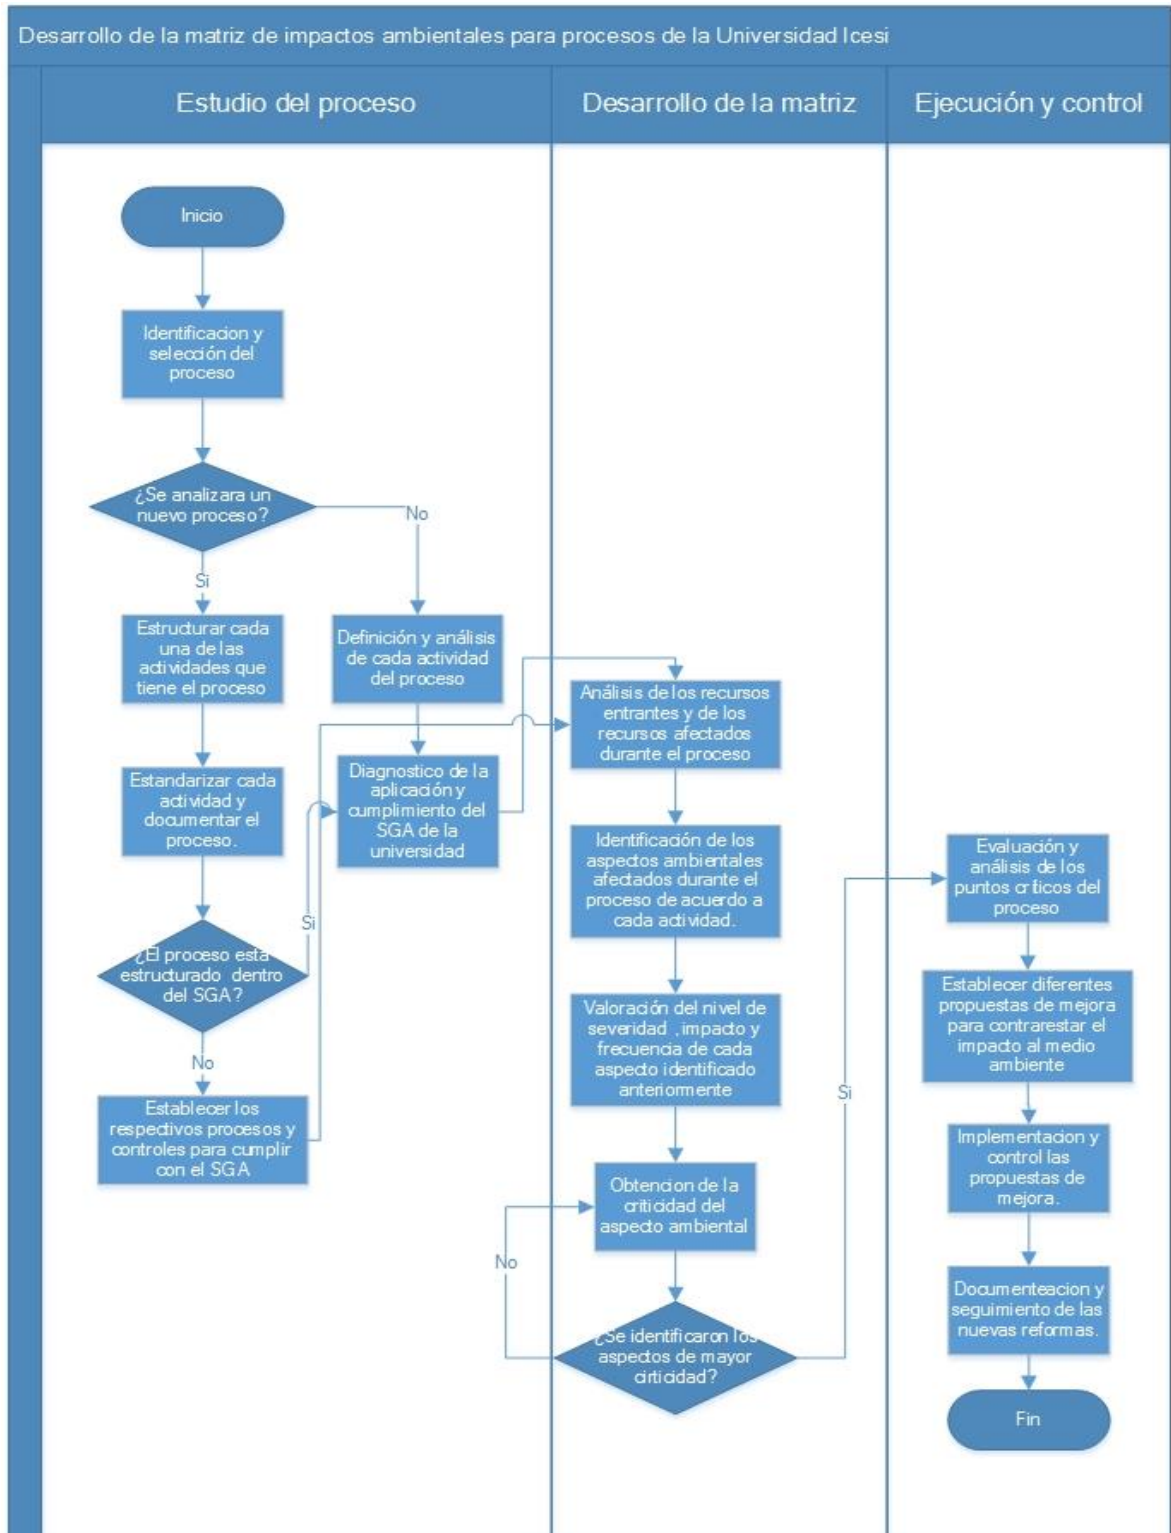 Desarrollo de la matriz de impactos ambientales para procesos de la Universidad Icesi
Estudio del proceso
Desarrollo de la matriz
Ejecución y control
Inicio
Identificacion y
selección del
proceso
¿Se analizara un
nuevo proceso?
No
Si
Estructurar cada
una de las
actividades que
tiene el proceso
Definición y análisis
de cada actividad
del proceso
Estandarizar cada
actividad y
documentar el
proceso.
Diagnostico de la
aplicación y
cumplimiento del
SGA de la
universidad
¿El proceso está
estructurado dentro
del SGA?
Si
No
Establecer los
respectivos procesos y
controles para cumplir
con el SGA
Análisis de los recursos
entrantes y de los
recursos afectados
durante el proceso
Identificación de los
aspectos ambientales
afectados durante el
proceso de acuerdo a
cada actividad.
Valoración del nivel de
severidad , impacto y
frecuencia de cada
aspecto identificado
anteriormente
Obtencion de la
criticidad del
aspecto ambiental
No
¿Se identificaron los
aspectos de mayor
cirticidad?
Si
Evaluación y
análisis de los
puntos criticos del
proceso
Establecer diferentes
propuestas de mejora
para contrarestar el
impacto al medio
ambiente
Implementacion y
control las
propuestas de
mejora.
Documenteacion y
seguimiento de las
nuevas reformas.
Fin